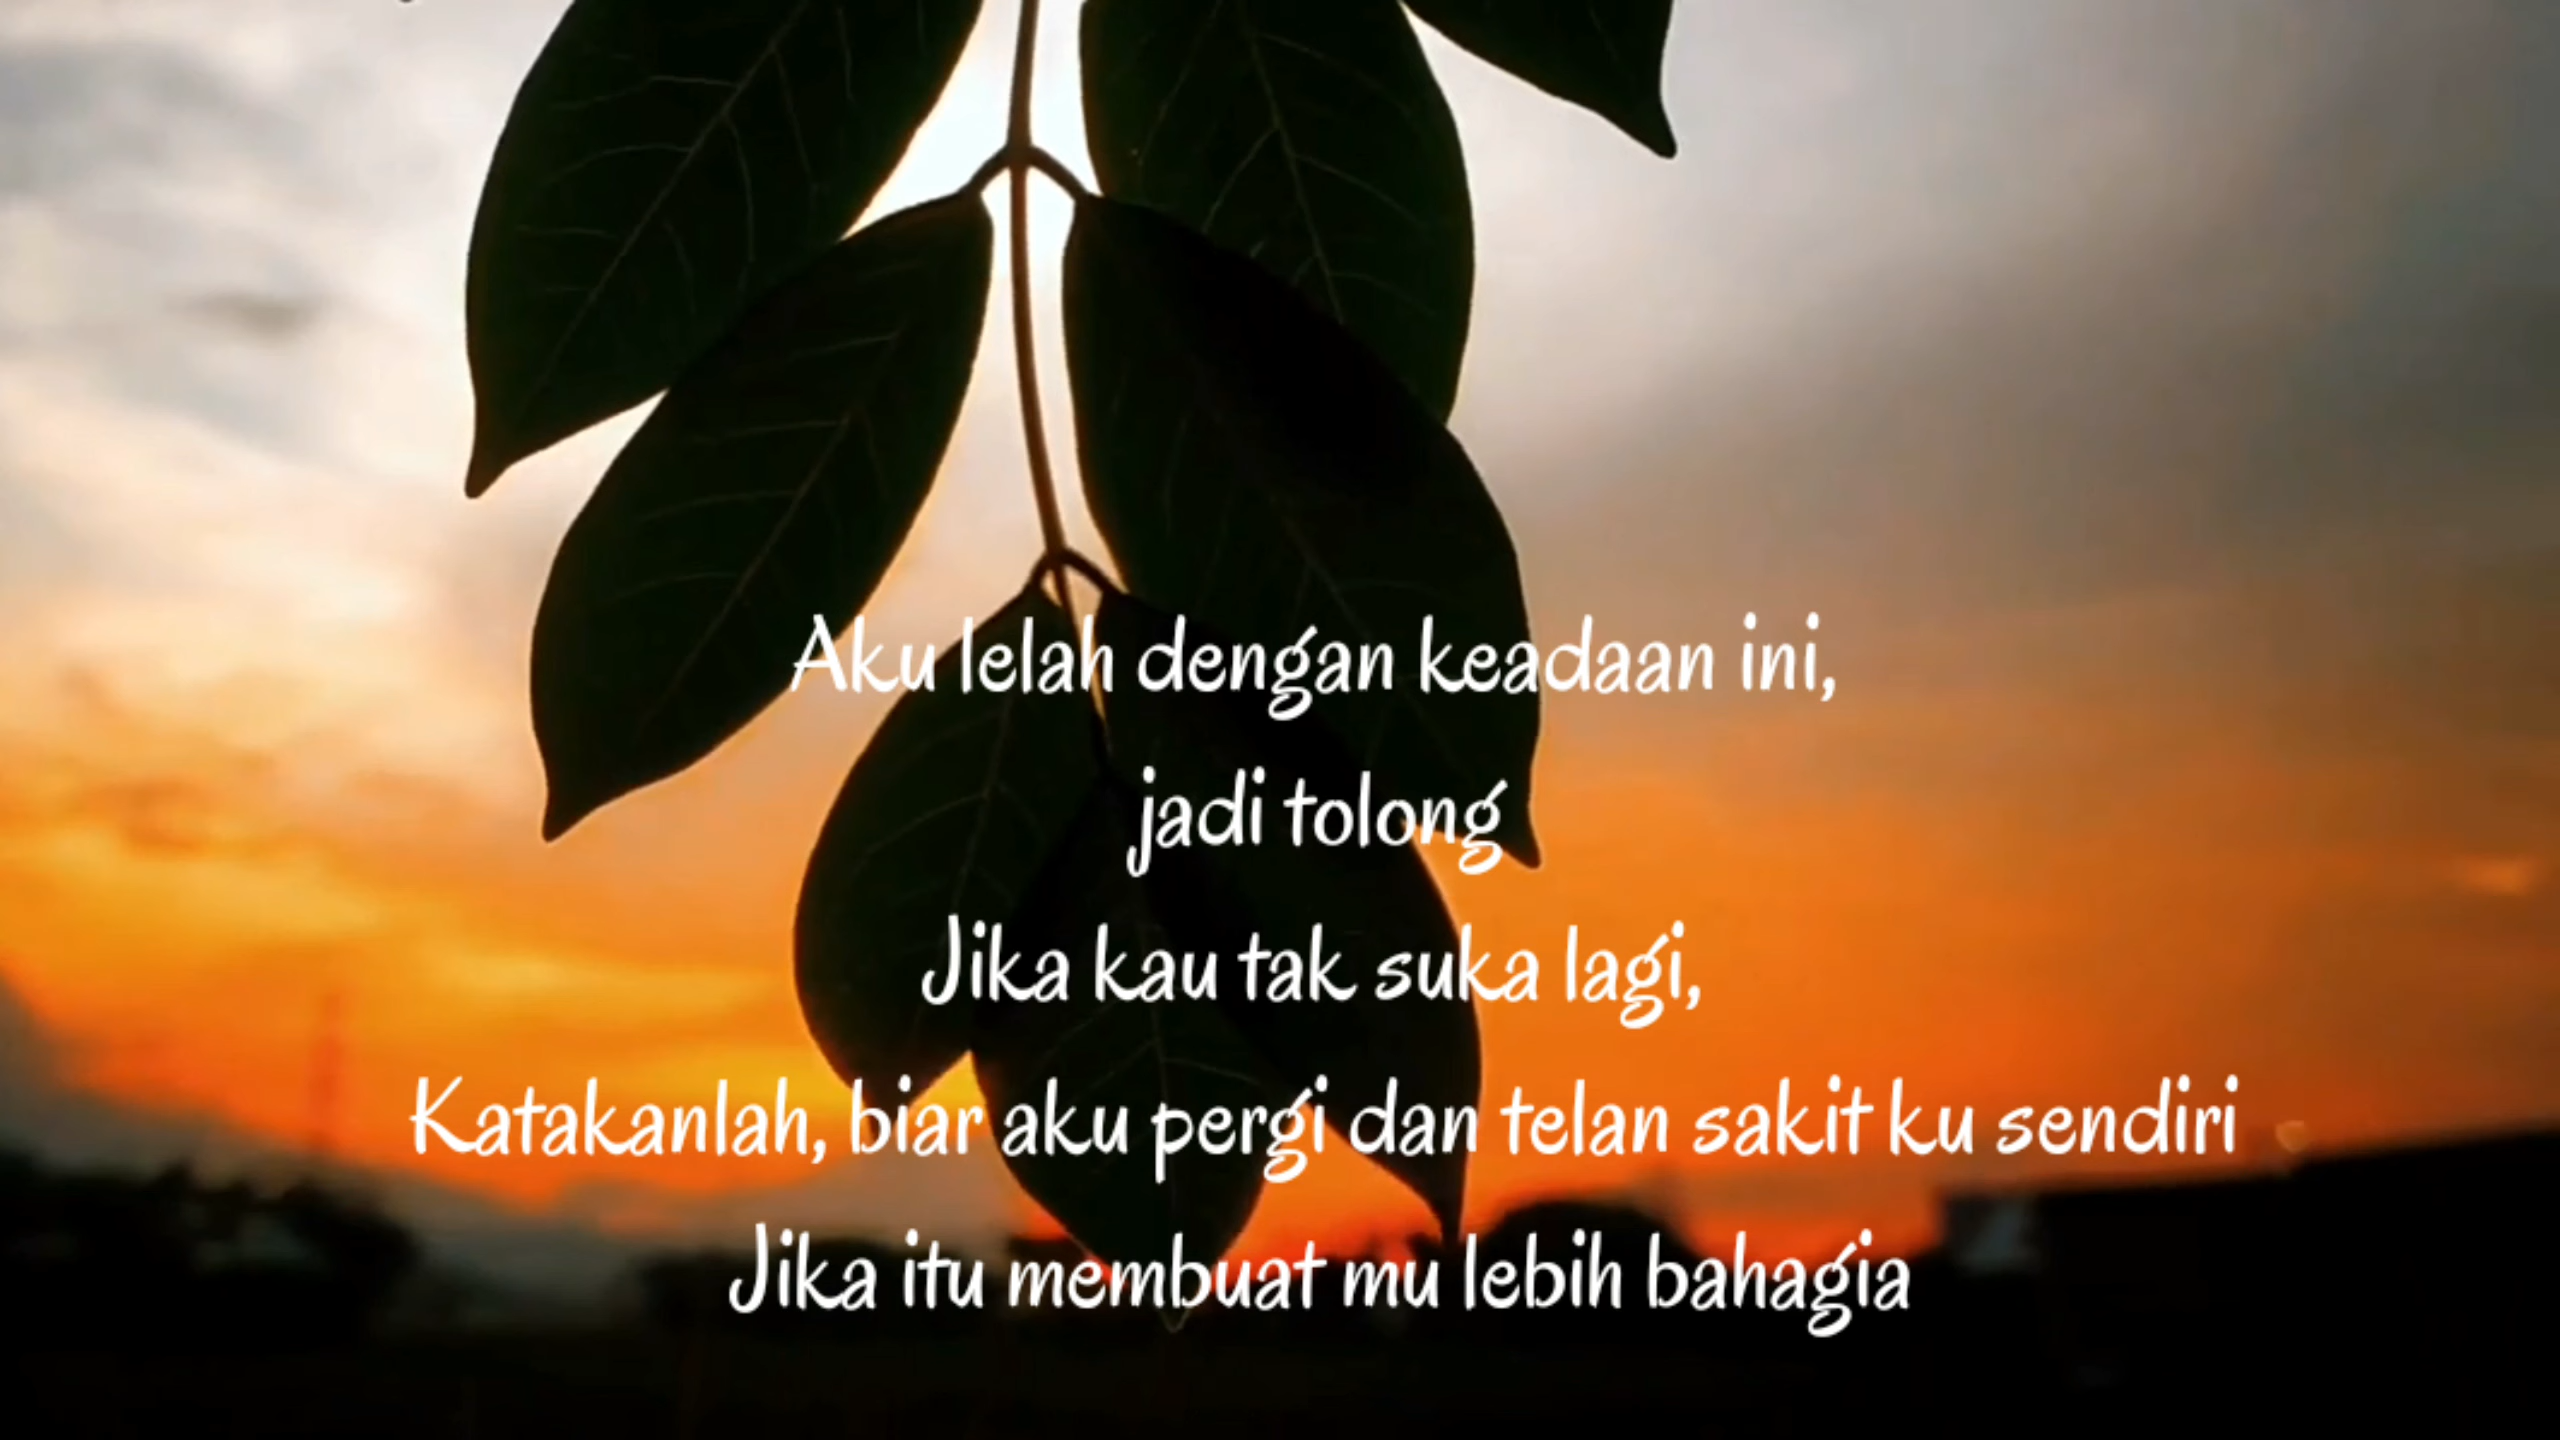 Aku lelah dengan keadaan ini,
jadi tolong
Jika kau tak suka lagi,
Katakanlah, biar aku pergi dan telan sakit ku sendiri
Jika itu membuat mu lebih bahagia